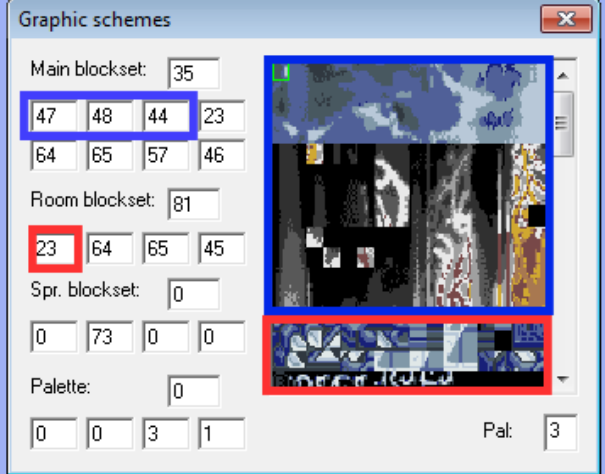 Graphic schemes
Main blockset: 35
47 48 44 23
64 65 57 46
Room blockset: 81
23 64 65 45
Spr. blockset: 0
0 73 0 0
Palette: 0
0 0 3 1
Pal: 3